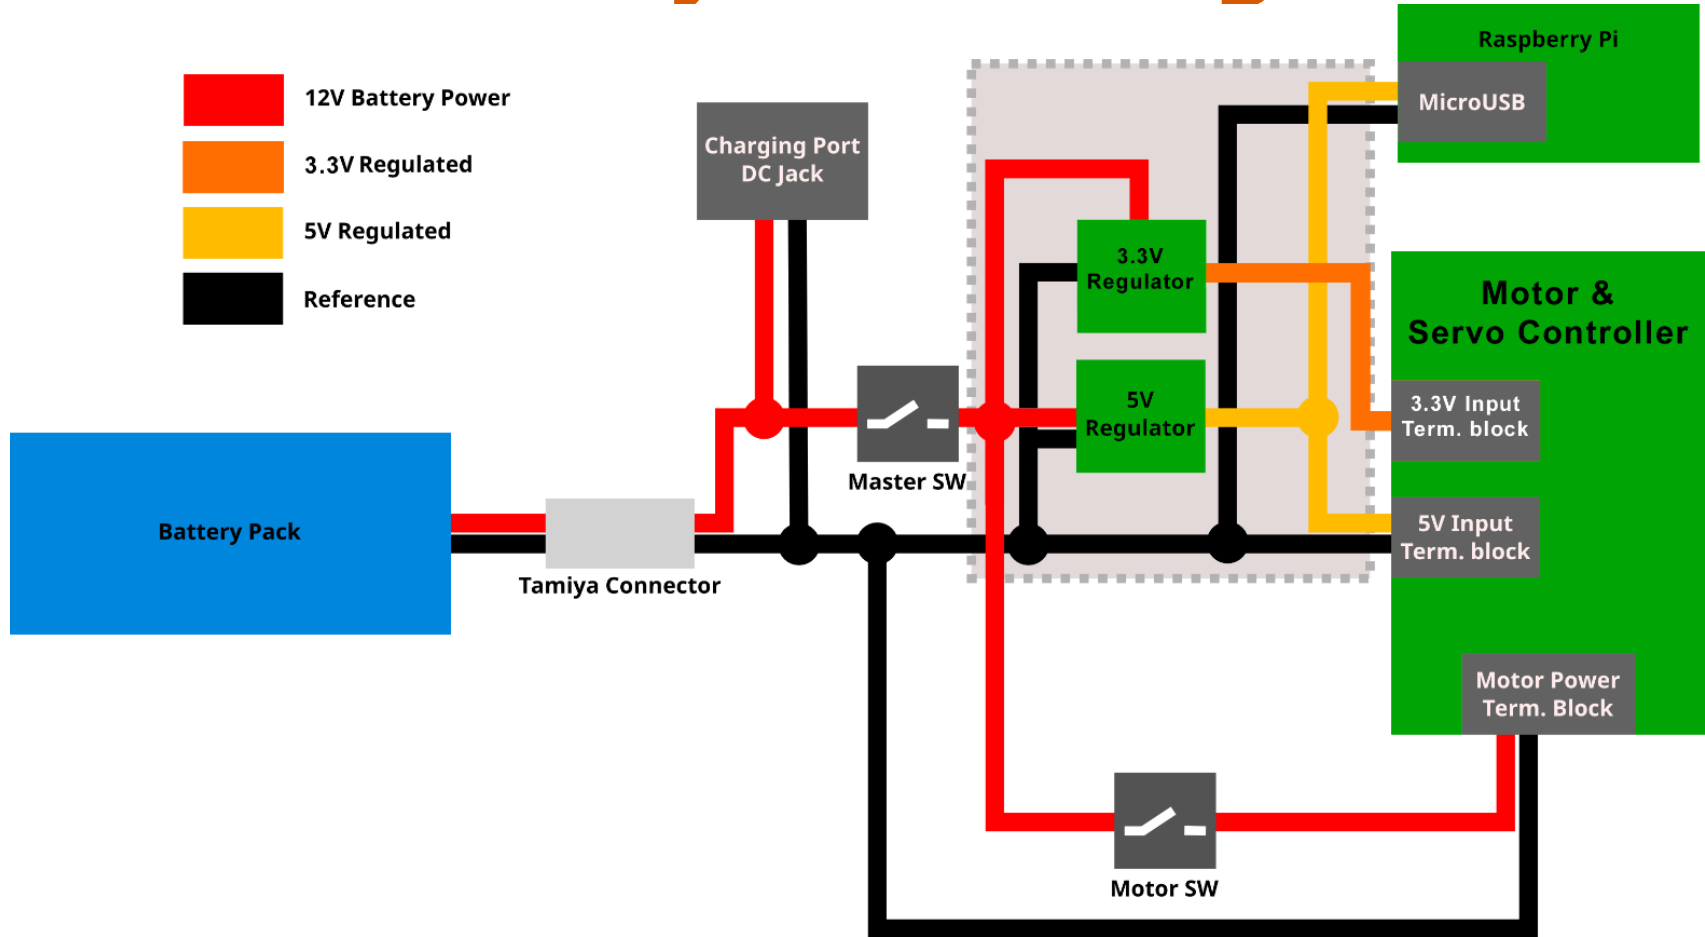 12V Battery Power
3.3V Regulated
5V Regulated
Reference
Charging Port
DC Jack
Raspberry Pi
MicroUSB
3.3V
Regulator
5V
Regulator
Motor &
Servo Controller
3.3V Input
Term. block
5V Input
Term. block
Master SW
Battery Pack
Tamiya Connector
Motor Power
Term. Block
Motor SW